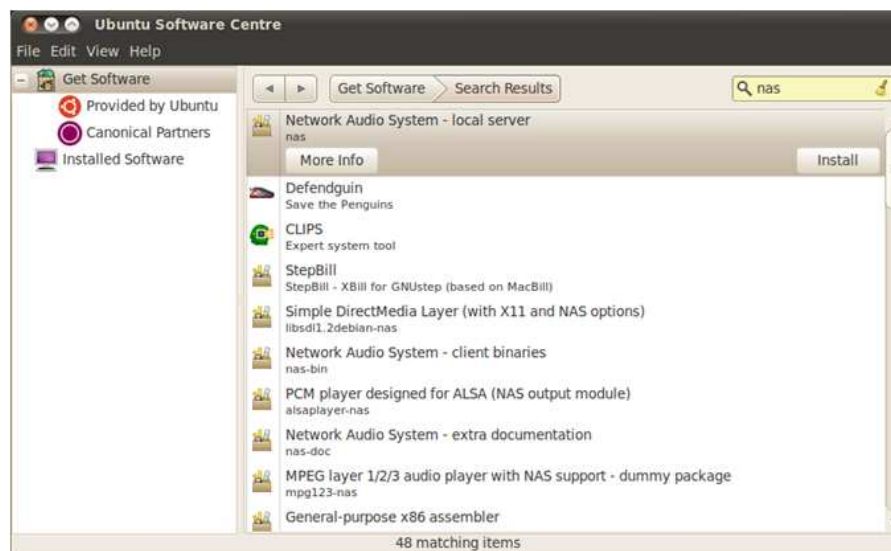 Ubuntu Software Centre
File Edit View Help
Get Software
Provided by Ubuntu
Canonical Partners
Installed Software
Get Software Search Results
nas
Network Audio System - local server
nas
More Info Install
Defendguin
Save the Penguins
CLIPS
Expert system tool
StepBill
StepBill - XBill for GNUstep (based on MacBill)
Simple DirectMedia Layer (with X11 and NAS options)
libsdl1.2debian-nas
Network Audio System - client binaries
nas-bin
PCM player designed for ALSA (NAS output module)
alsaplayer-nas
Network Audio System - extra documentation
nas-doc
MPEG layer 1/2/3 audio player with NAS support - dummy package
mpg123-nas
General-purpose x86 assembler
48 matching items